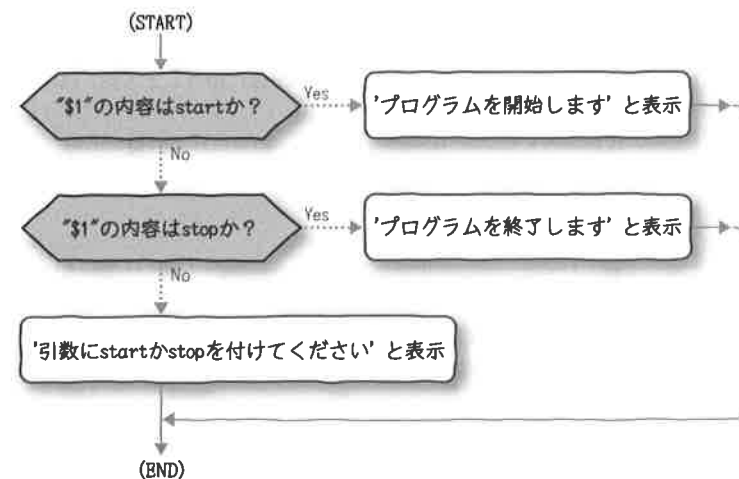 (START)
"$1"の内容はstartか？
Yes
'プログラムを開始します' と表示
No
"$1"の内容はstopか？
Yes
'プログラムを終了します' と表示
No
'引数にstartかstopを付けてください' と表示
(END)